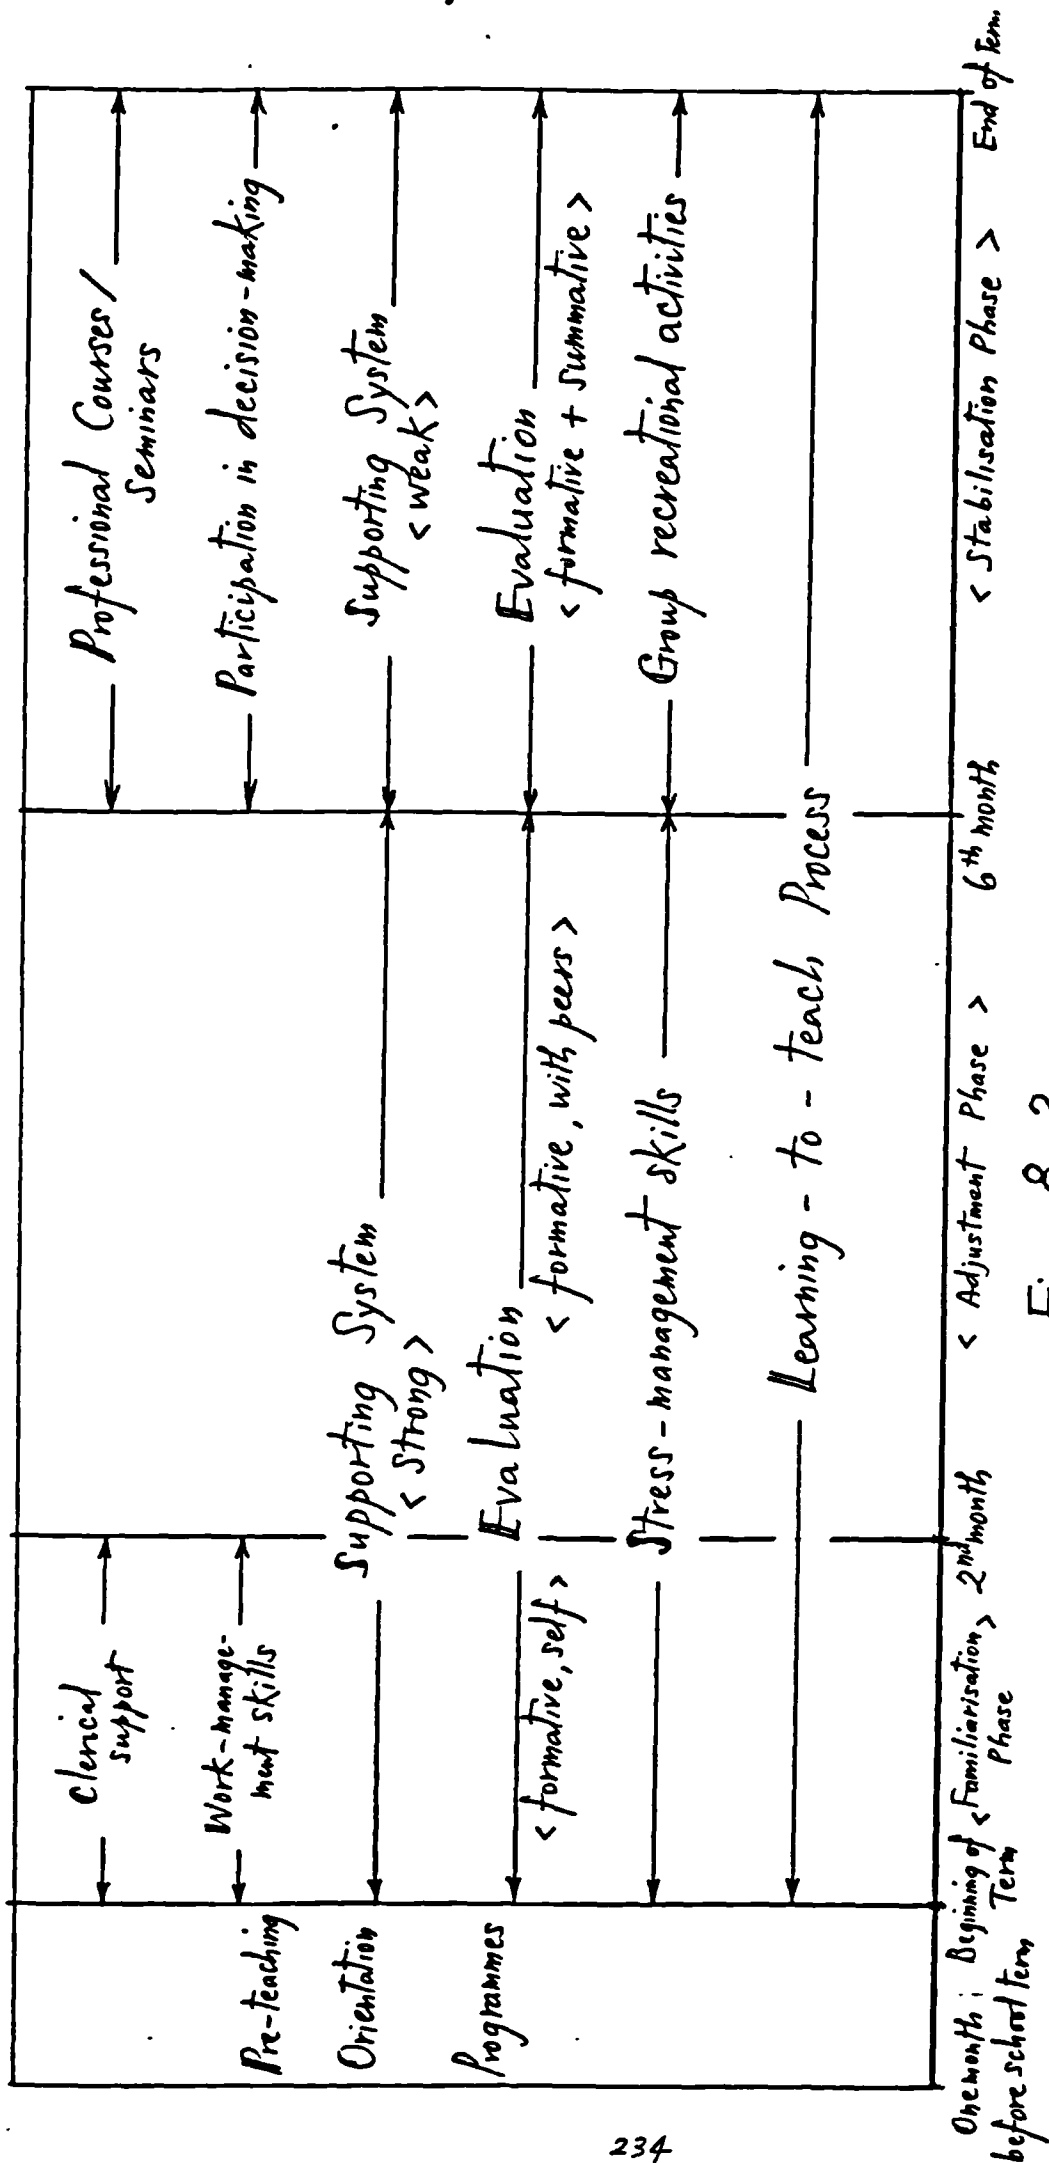 Professional Courses/
Seminars
Participation in decision-making
Clerical
support
Work-manage-
ment skills
Pre-teaching
Orientation
Programmes
Supporting System
< strong >
Supporting System
< weak >
Evaluation
< formative, self >
< formative, with peers >
Evaluation
< formative + summative >
Stress-management skills
Group recreational activities
Learning-to-teach Process
One month
before school term
Beginning of
Term
< Familiarisation >
Phase
2nd month
< Adjustment Phase >
6th month
< Stabilisation Phase >
End of Term
234